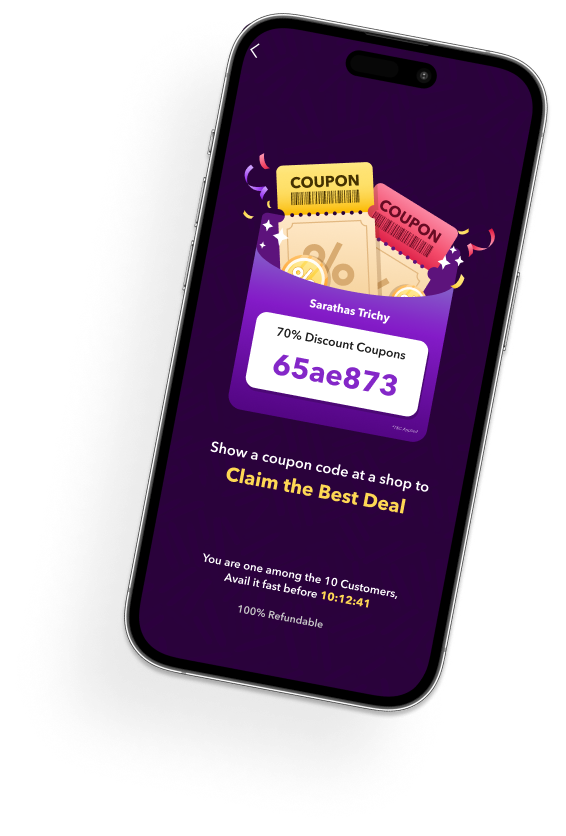 COUPON
COUPON
Sarathas Trichy
70% Discount Coupons
65ae873
*T&C Applied
Show a coupon code at a shop to
Claim the Best Deal
You are one among the 10 Customers,
Avail it fast before 10:12:41
100% Refundable